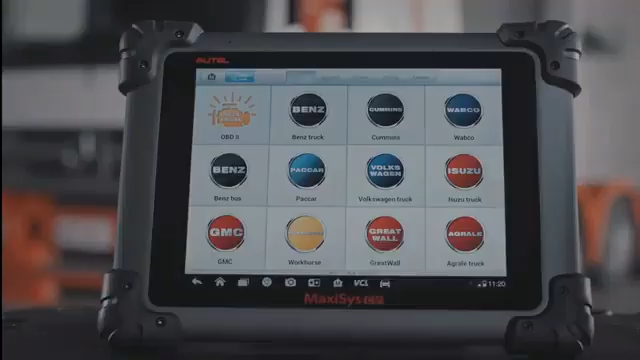 AUTEL
BENZ
CUMMINS
WABCO
OBD II
Benz truck
Cummins
Wabco
BENZ
PACCAR
VOLKS
WAGEN
ISUZU
Benz bus
Paccar
Volkswagen truck
Isuzu truck
GMC
GREAT
WALL
AGRALE
GMC
Workhorse
GreatWall
Agrale truck
VCI
11:20
MaxiSys CV